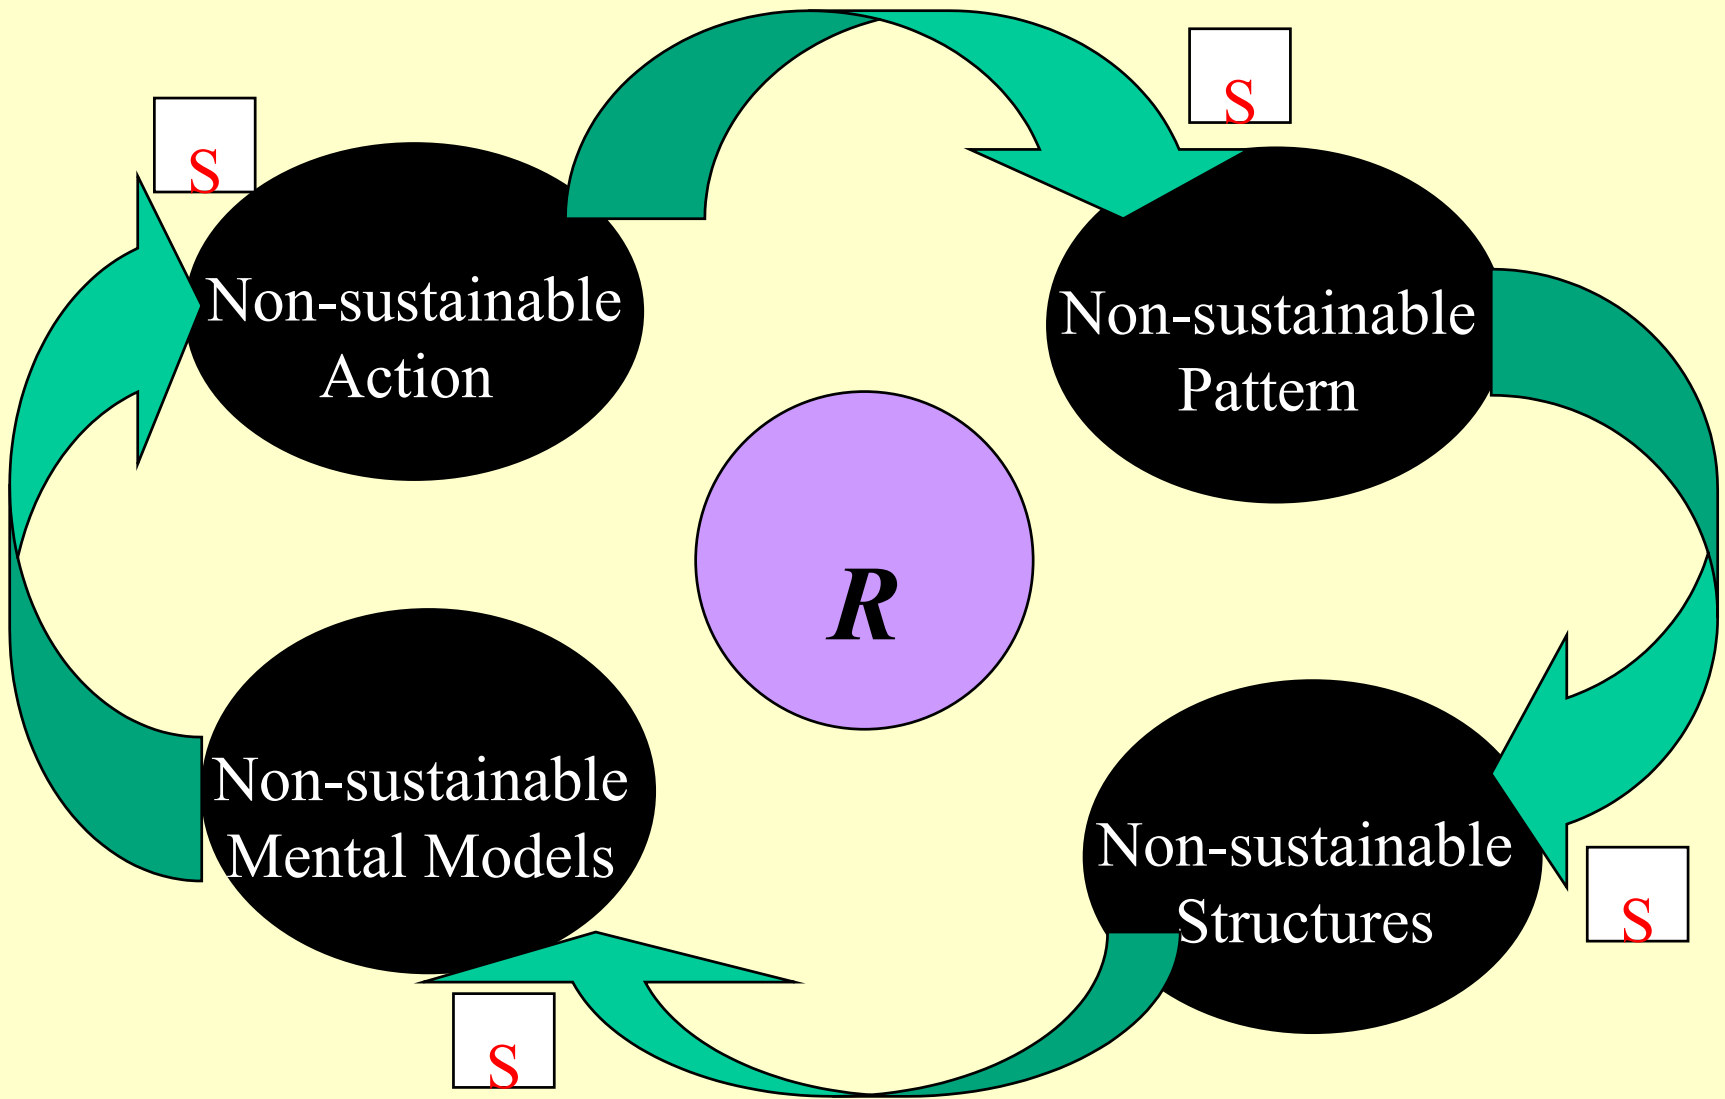 s
s
Non-sustainable
Action
Non-sustainable
Pattern
R
Non-sustainable
Mental Models
Non-sustainable
Structures
s
s